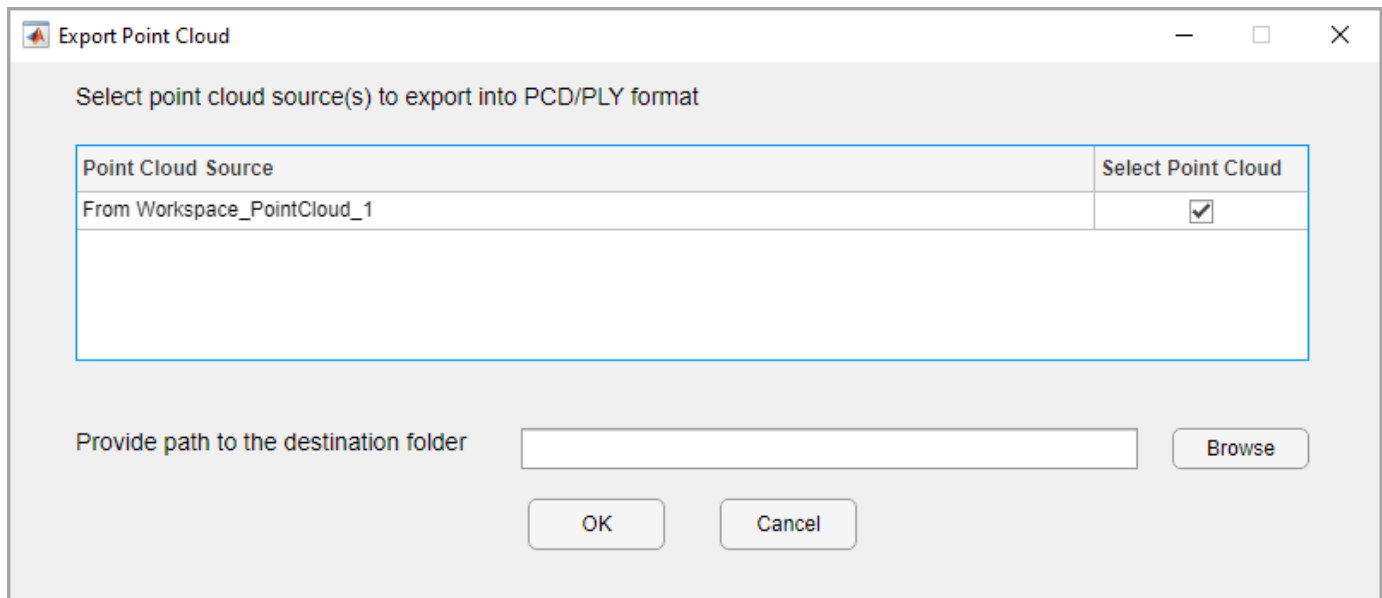 Export Point Cloud
Select point cloud source(s) to export into PCD/PLY format
Point Cloud Source Select Point Cloud
From Workspace_PointCloud_1
Provide path to the destination folder Browse
OK Cancel